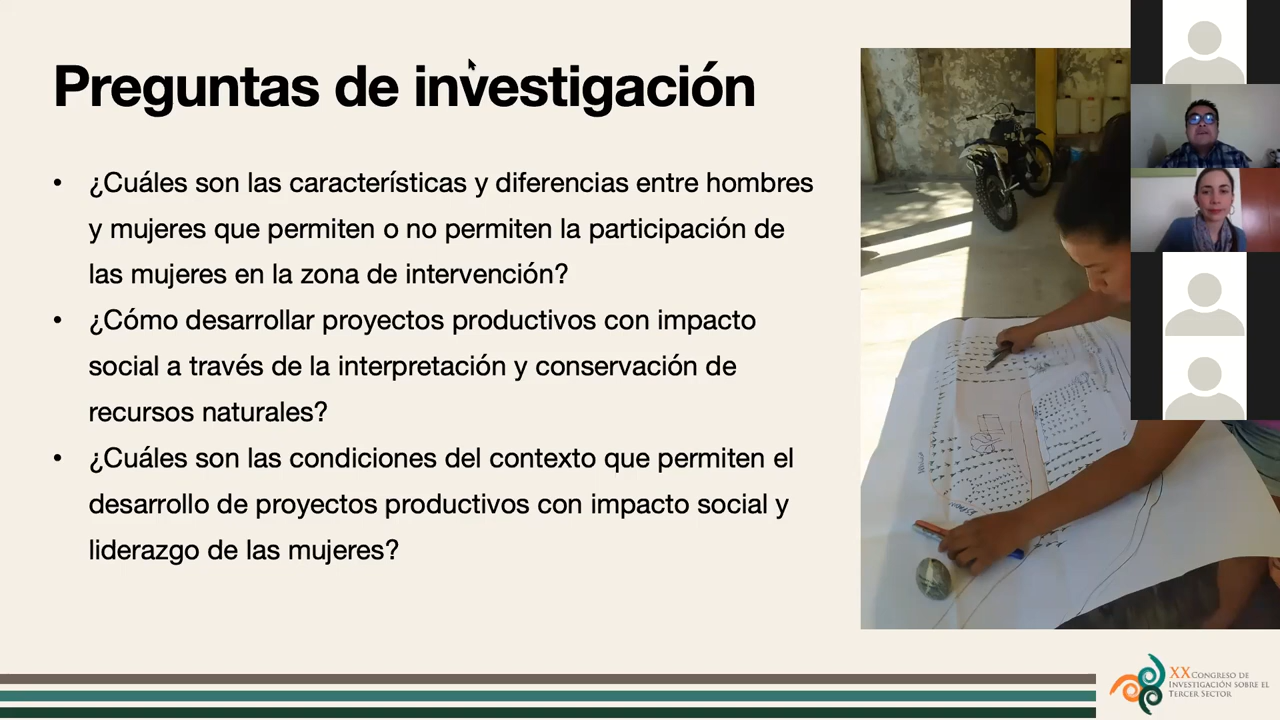 Preguntas de investigación
• ¿Cuáles son las características y diferencias entre hombres
y mujeres que permiten o no permiten la participación de
las mujeres en la zona de intervención?
• ¿Cómo desarrollar proyectos productivos con impacto
social a través de la interpretación y conservación de
recursos naturales?
• ¿Cuáles son las condiciones del contexto que permiten el
desarrollo de proyectos productivos con impacto social y
liderazgo de las mujeres?
XX CONGRESO DE
INVESTIGACIÓN SOBRE EL
TERCER SECTOR